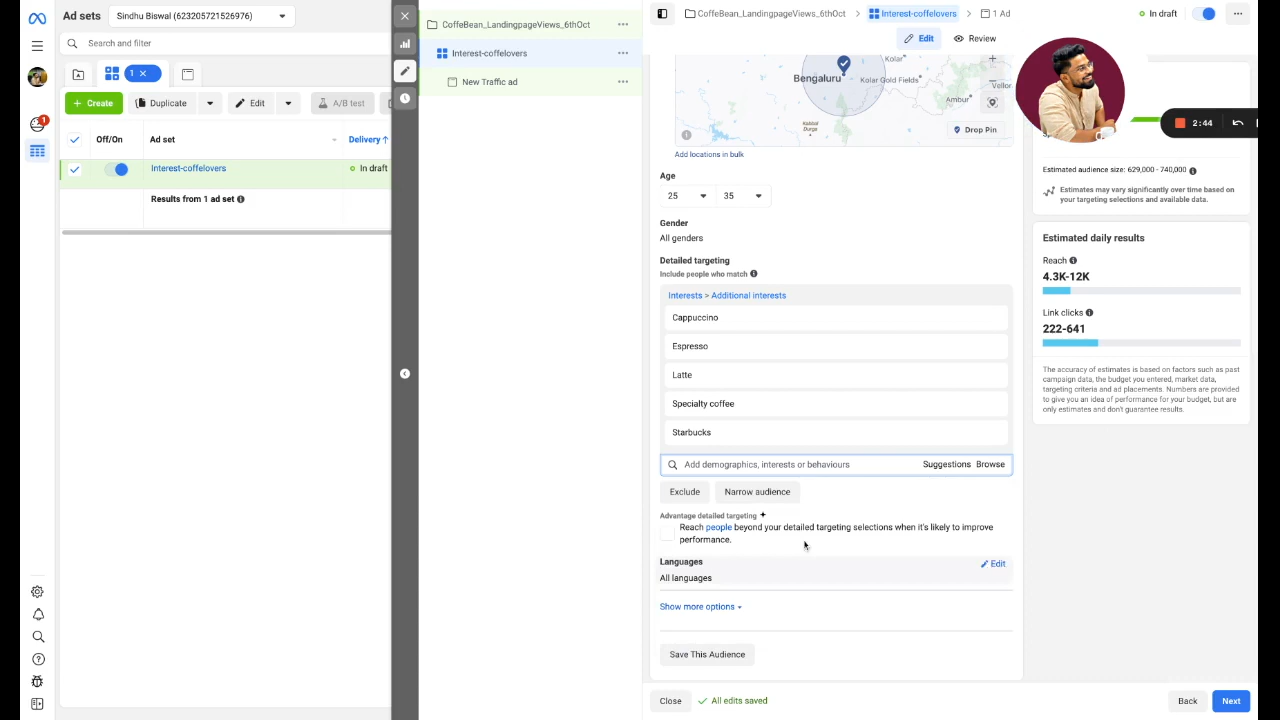 Ad sets
Sindhu Biswal (623205721526976)
Search and filter
1
Create
Duplicate
Edit
A/B test
Off/On
Ad set
Delivery
Interest-coffelovers
In draft
Results from 1 ad set
1
CoffeBean_LandingpageViews_6thOct
Interest-coffelovers
New Traffic ad
CoffeBean_LandingpageViews_6thOct
Interest-coffelovers
1 Ad
In draft
Edit
Review
Bengaluru
Kolar
Kolar Gold Fields
Vellor
Ambur
Kabbal
Durga
Drop Pin
Add locations in bulk
Age
25
35
Gender
All genders
Detailed targeting
Include people who match
Interests > Additional interests
Cappuccino
Espresso
Latte
Specialty coffee
Starbucks
Add demographics, interests or behaviours
Suggestions
Browse
Exclude
Narrow audience
Advantage detailed targeting
Reach people beyond your detailed targeting selections when it's likely to improve
performance.
Languages
Edit
All languages
Show more options
Save This Audience
Close
All edits saved
Back
Next
2:44
Estimated audience size: 629,000 - 740,000
Estimates may vary significantly over time based on
your targeting selections and available data.
Estimated daily results
Reach
4.3K-12K
Link clicks
222-641
The accuracy of estimates is based on factors such as past
campaign data, the budget you entered, market data,
targeting criteria and ad placements. Numbers are provided
to give you an idea of performance for your budget, but are
only estimates and don't guarantee results.